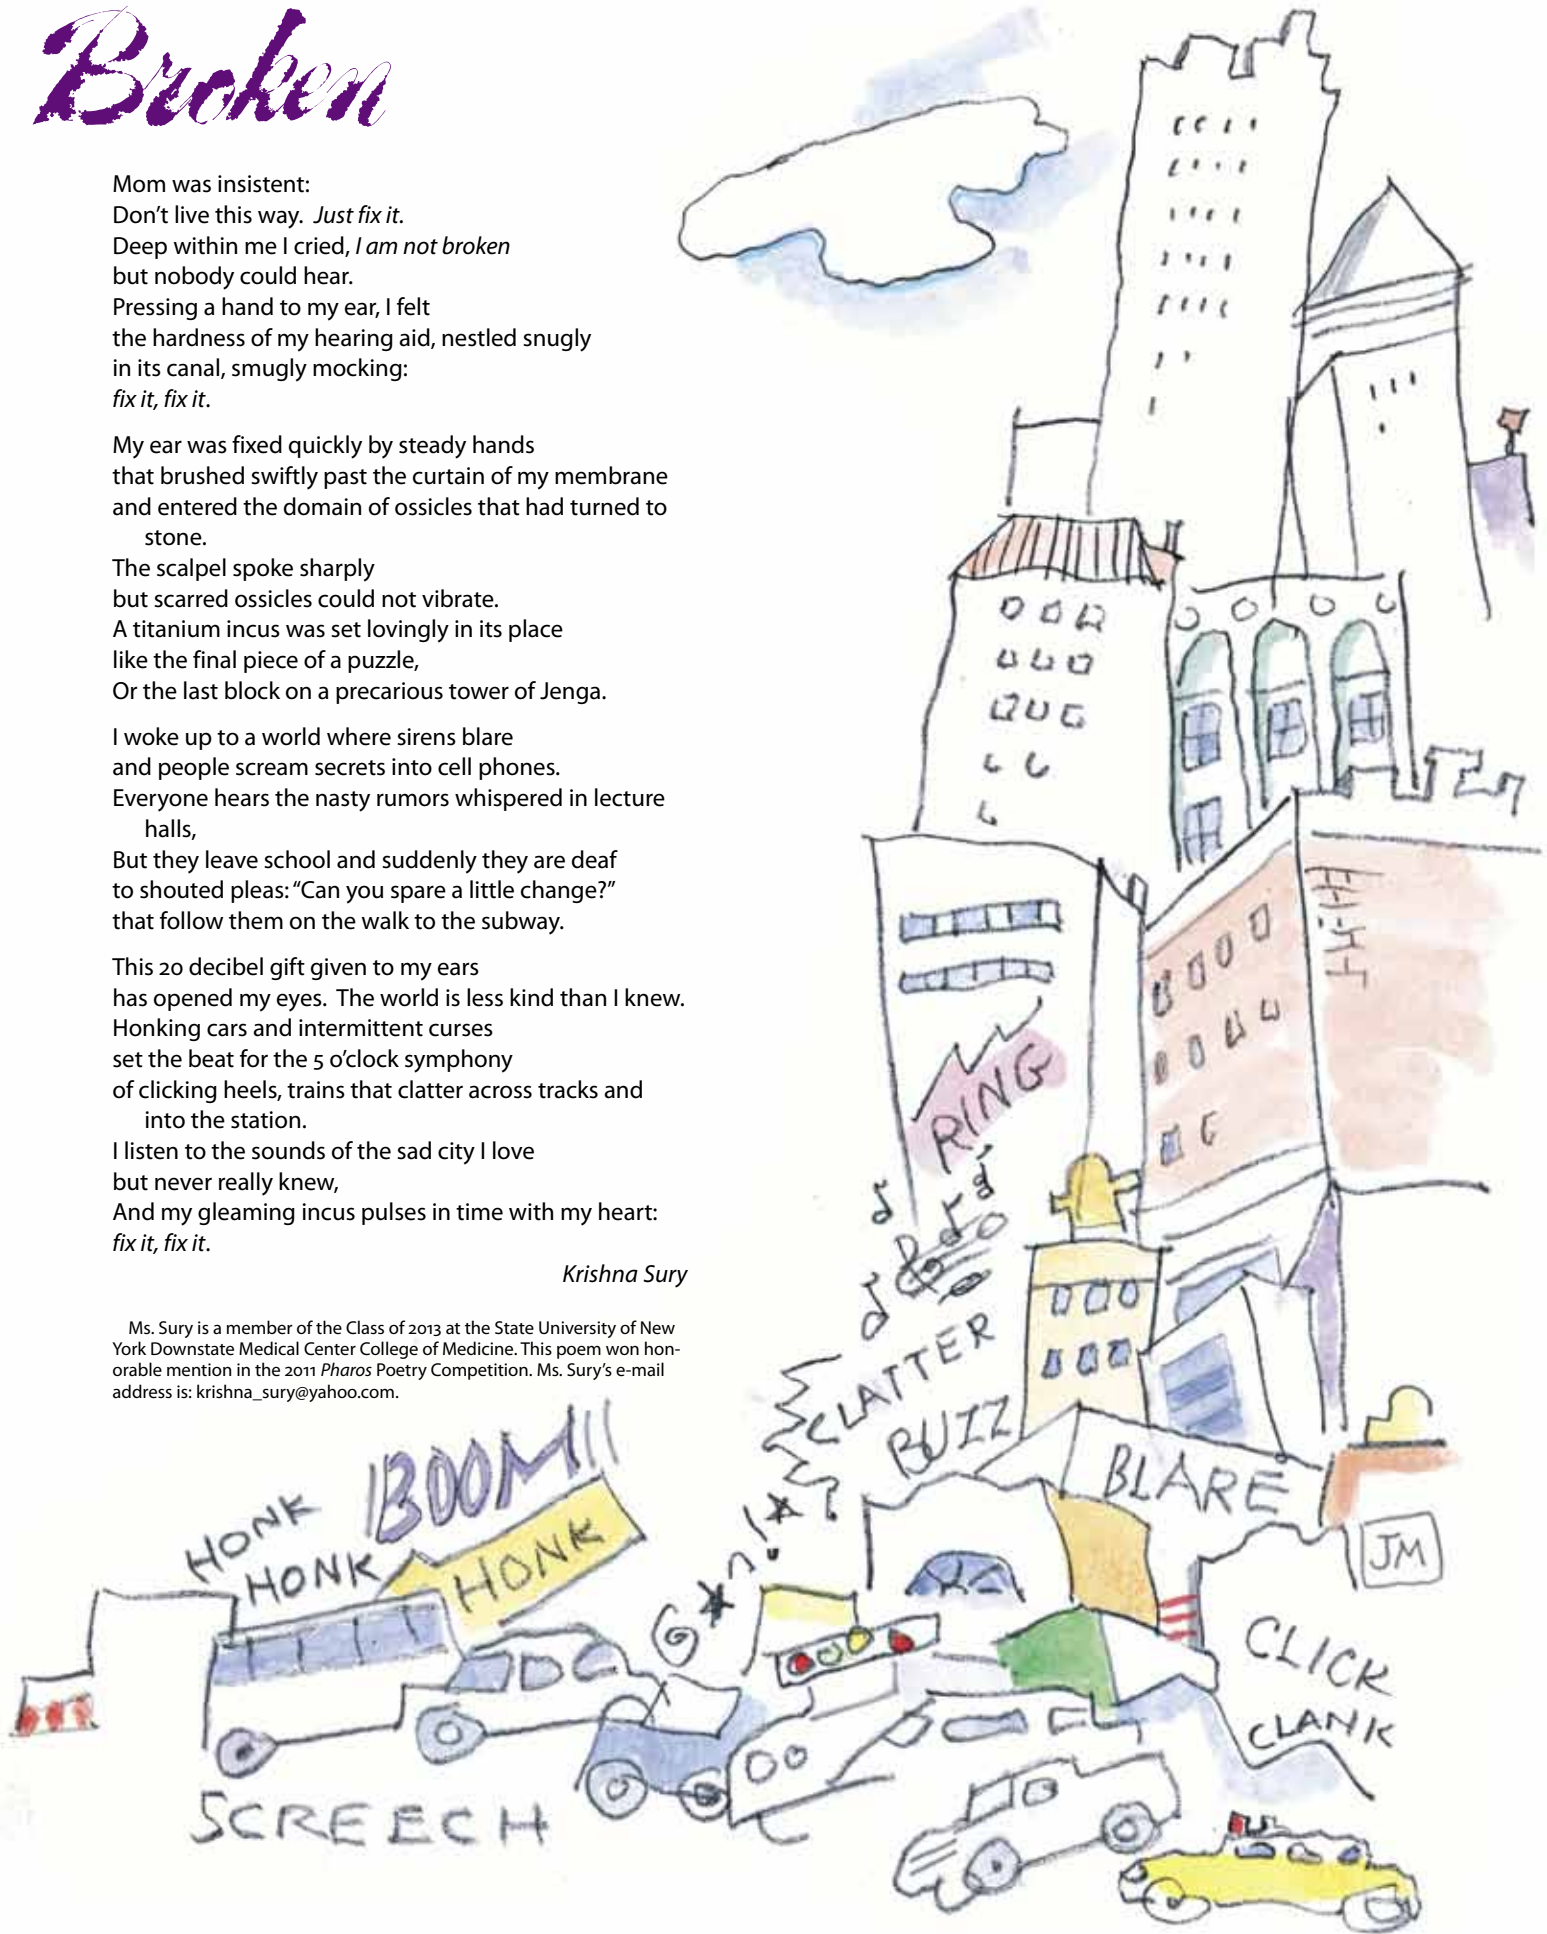 Broken
Mom was insistent:
Don’t live this way. Just fix it.
Deep within me I cried, I am not broken
but nobody could hear.
Pressing a hand to my ear, I felt
the hardness of my hearing aid, nestled snugly
in its canal, smugly mocking:
fix it, fix it.
My ear was fixed quickly by steady hands
that brushed swiftly past the curtain of my membrane
and entered the domain of ossicles that had turned to
stone.
The scalpel spoke sharply
but scarred ossicles could not vibrate.
A titanium incus was set lovingly in its place
like the final piece of a puzzle,
Or the last block on a precarious tower of Jenga.
I woke up to a world where sirens blare
and people scream secrets into cell phones.
Everyone hears the nasty rumors whispered in lecture
halls,
But they leave school and suddenly they are deaf
to shouted pleas: “Can you spare a little change?”
that follow them on the walk to the subway.
This 20 decibel gift given to my ears
has opened my eyes. The world is less kind than I knew.
Honking cars and intermittent curses
set the beat for the 5 o’clock symphony
of clicking heels, trains that clatter across tracks and
into the station.
I listen to the sounds of the sad city I love
but never really knew,
And my gleaming incus pulses in time with my heart:
fix it, fix it.
Krishna Sury
Ms. Sury is a member of the Class of 2013 at the State University of New
York Downstate Medical Center College of Medicine. This poem won hon-
orable mention in the 2011 Pharos Poetry Competition. Ms. Sury’s e-mail
address is: krishna_sury@yahoo.com.
RING
CLATTER
BUZZ
BLARE
BOOM!!
HONK
HONK
HONK
JM
CLICK
CLANK
SCREECH